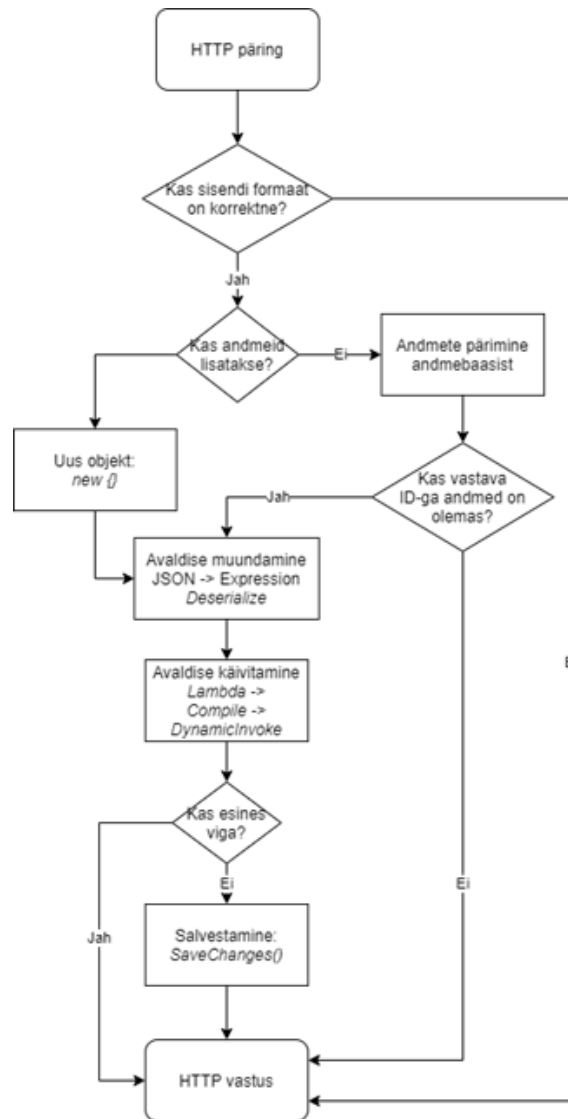 HTTP päring
Kas sisendi formaat
on korrektne?
Jah
Kas andmeid
lisatakse?
Ei
Andmete pärimine
andmebaasist
Uus objekt:
new {}
Kas vastava
ID-ga andmed on
olemas?
Jah
Avaldise muundamine
JSON -> Expression
Deserialize
Avaldise käivitamine
Lambda ->
Compile ->
DynamicInvoke
Kas esines
viga?
Ei
Ei
Jah
Salvestamine:
SaveChanges()
HTTP vastus